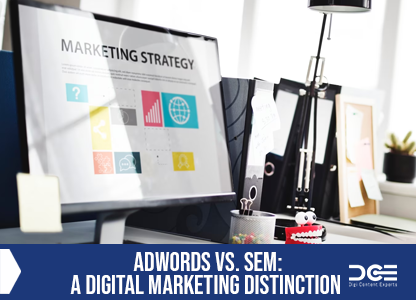 MARKETING STRATEGY
?
ADWORDS VS. SEM:
A DIGITAL MARKETING DISTINCTION
DCE
Digi Content Experts